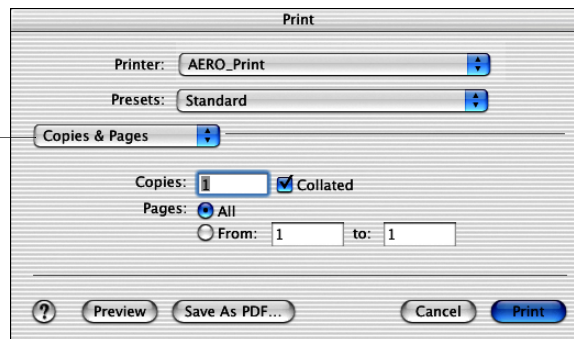 Print
Printer: AERO_Print
Presets: Standard
Copies & Pages
Copies: 1 Collated
Pages: All
From: 1 to: 1
? Preview Save As PDF... Cancel Print